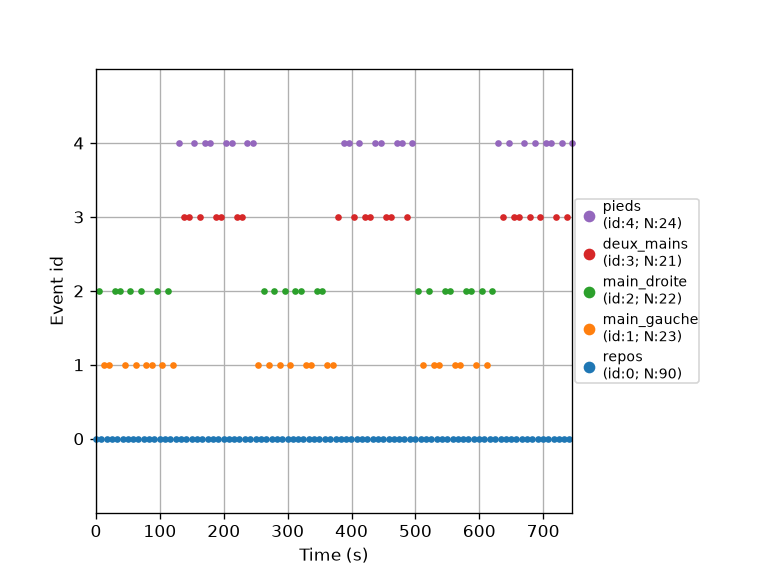 4
3
2
1
0
Event id
0 100 200 300 400 500 600 700
Time (s)
pieds
(id:4; N:24)
deux_mains
(id:3; N:21)
main_droite
(id:2; N:22)
main_gauche
(id:1; N:23)
repos
(id:0; N:90)